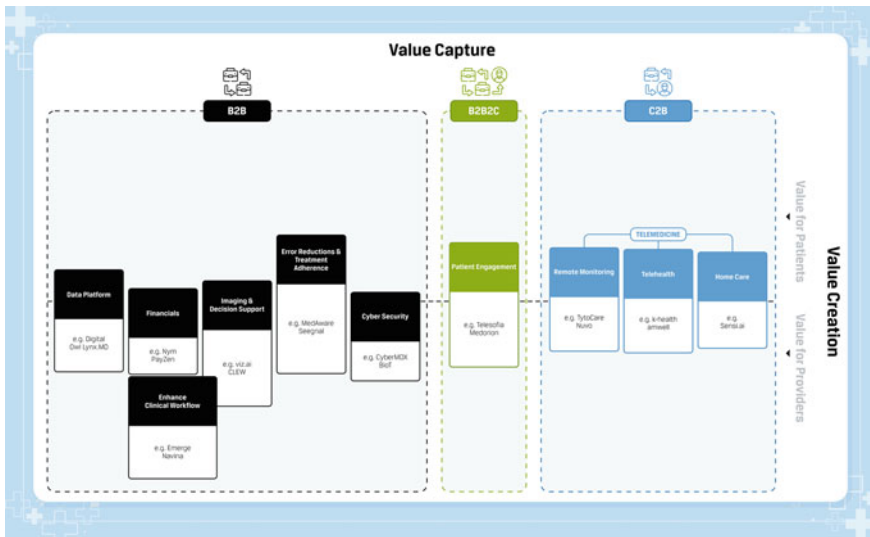 Value Capture
B2B
B2B2C
C2B
Data Platform
e.g. Digital
Owl Lynx.MD
Financials
e.g. Nym
PayZen
Enhance
Clinical Workflow
e.g. Emerge
Navina
Imaging &
Decision Support
e.g. viz.ai
CLEW
Error Reductions &
Treatment
Adherence
e.g. MedAware
Seegnal
Cyber Security
e.g. CyberMDX
BioT
Patient Engagement
e.g. Telesofia
Medorion
TELEMEDICINE
Remote Monitoring
e.g. TytoCare
Nuvo
Telehealth
e.g. k-health
amwell
Home Care
e.g.
Sensi.ai
Value for Patients
Value for Providers
Value Creation